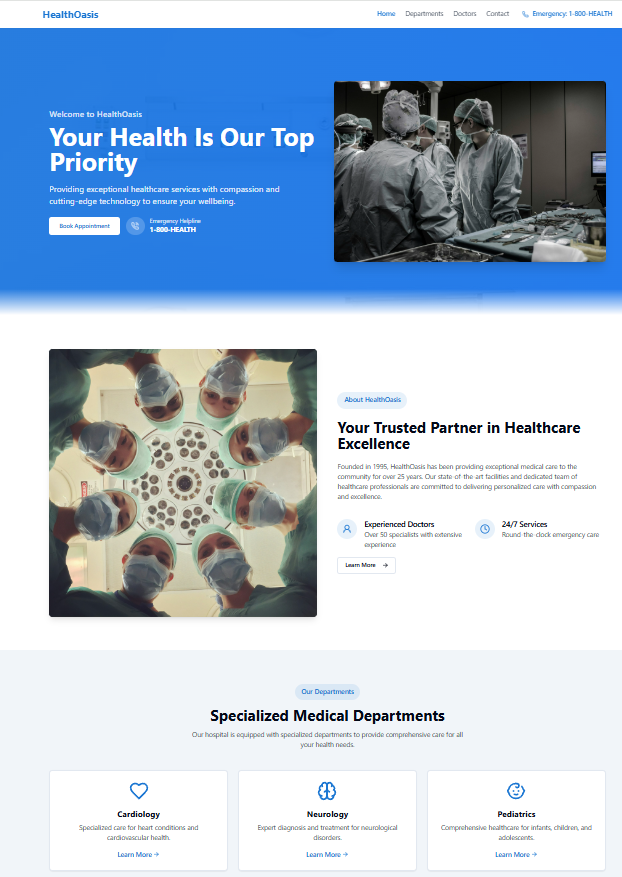 HealthOasis
Home Departments Doctors Contact Emergency: 1-800-HEALTH
Welcome to HealthOasis
Your Health Is Our Top
Priority
Providing exceptional healthcare services with compassion and
cutting-edge technology to ensure your wellbeing.
Book Appointment
Emergency Helpline
1-800-HEALTH
About HealthOasis
Your Trusted Partner in Healthcare
Excellence
Founded in 1995, HealthOasis has been providing exceptional medical care to the
community for over 25 years. Our state of the art facilities and dedicated team of
healthcare professionals are committed to delivering personalized care with compassion
and excellence.
Experienced Doctors
Over 50 specialists with extensive
experience
24/7 Services
Round the clock emergency care
Learn More →
Our Departments
Specialized Medical Departments
Our hospital is equipped with specialized departments to provide comprehensive care for all
your health needs.
Cardiology
Specialized care for heart conditions and
cardiovascular health.
Learn More →
Neurology
Expert diagnosis and treatment for neurological
disorders.
Learn More →
Pediatrics
Comprehensive healthcare for infants, children, and
adolescents.
Learn More →